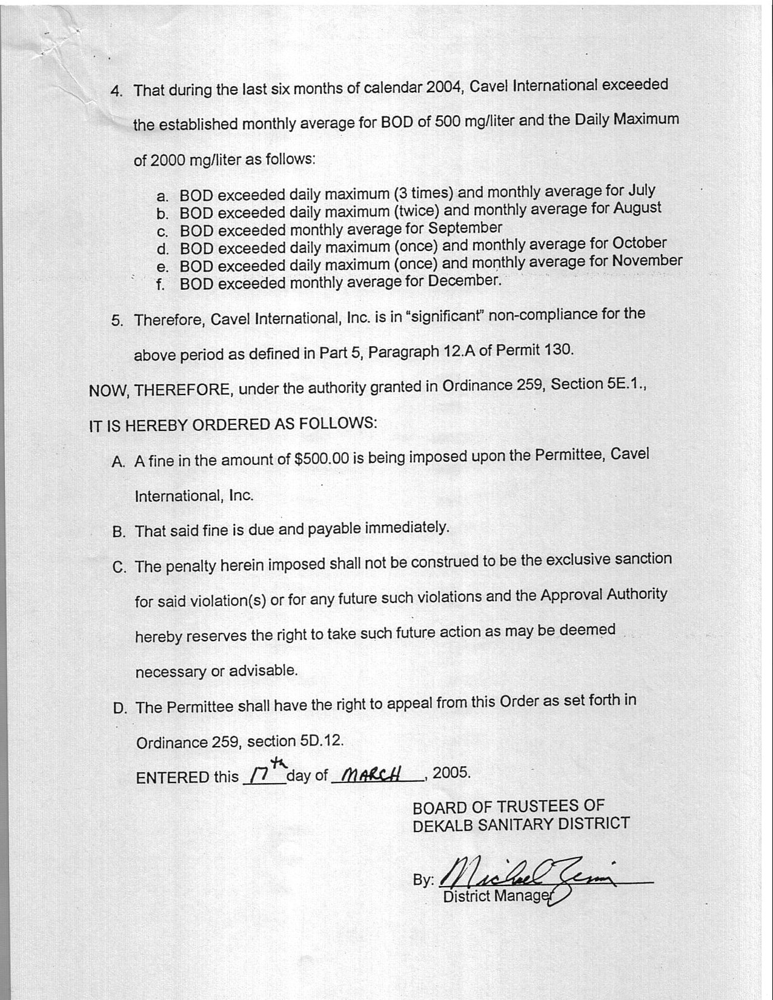 4. That during the last six months of calendar 2004, Cavel International exceeded
the established monthly average for BOD of 500 mg/liter and the Daily Maximum
of 2000 mg/liter as follows:
a. BOD exceeded daily maximum (3 times) and monthly average for July
b. BOD exceeded daily maximum (twice) and monthly average for August
c. BOD exceeded monthly average for September
d. BOD exceeded daily maximum (once) and monthly average for October
e. BOD exceeded daily maximum (once) and monthly average for November
f. BOD exceeded monthly average for December.
5. Therefore, Cavel International, Inc. is in "significant" non-compliance for the
above period as defined in Part 5, Paragraph 12.A of Permit 130.
NOW, THEREFORE, under the authority granted in Ordinance 259, Section 5E.1.,
IT IS HEREBY ORDERED AS FOLLOWS:
A. A fine in the amount of $500.00 is being imposed upon the Permittee, Cavel
International, Inc.
B. That said fine is due and payable immediately.
C. The penalty herein imposed shall not be construed to be the exclusive sanction
for said violation(s) or for any future such violations and the Approval Authority
hereby reserves the right to take such future action as may be deemed
necessary or advisable.
D. The Permittee shall have the right to appeal from this Order as set forth in
Ordinance 259, section 5D.12.
ENTERED this 17th day of MARCH, 2005.
BOARD OF TRUSTEES OF
DEKALB SANITARY DISTRICT
By: Michael
District Manager